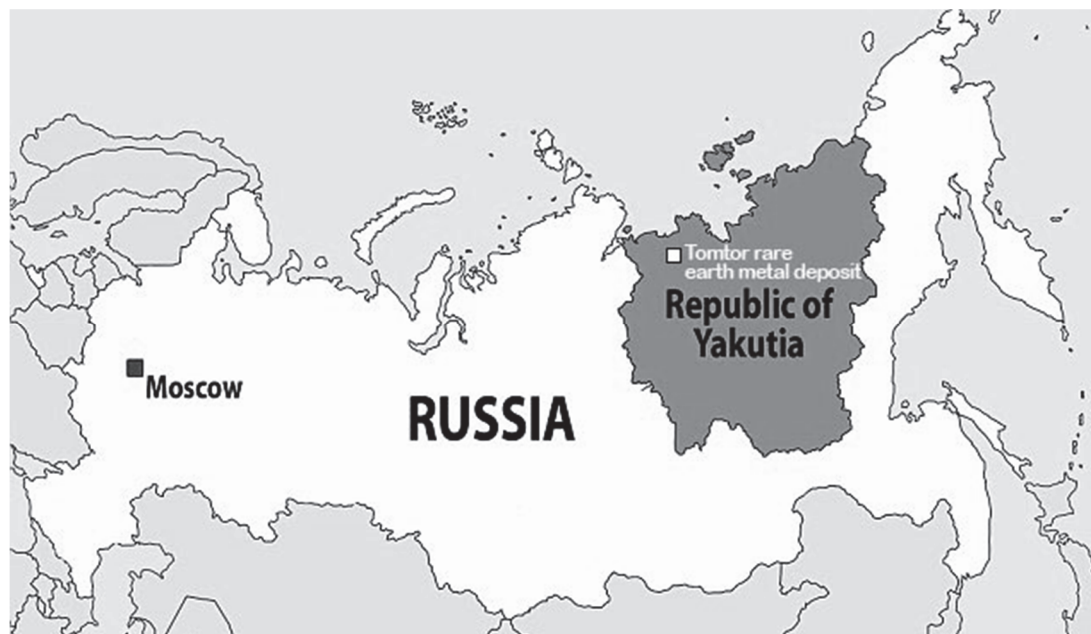 Tomtor rare
earth metal deposit
Republic of
Yakutia
Moscow
RUSSIA